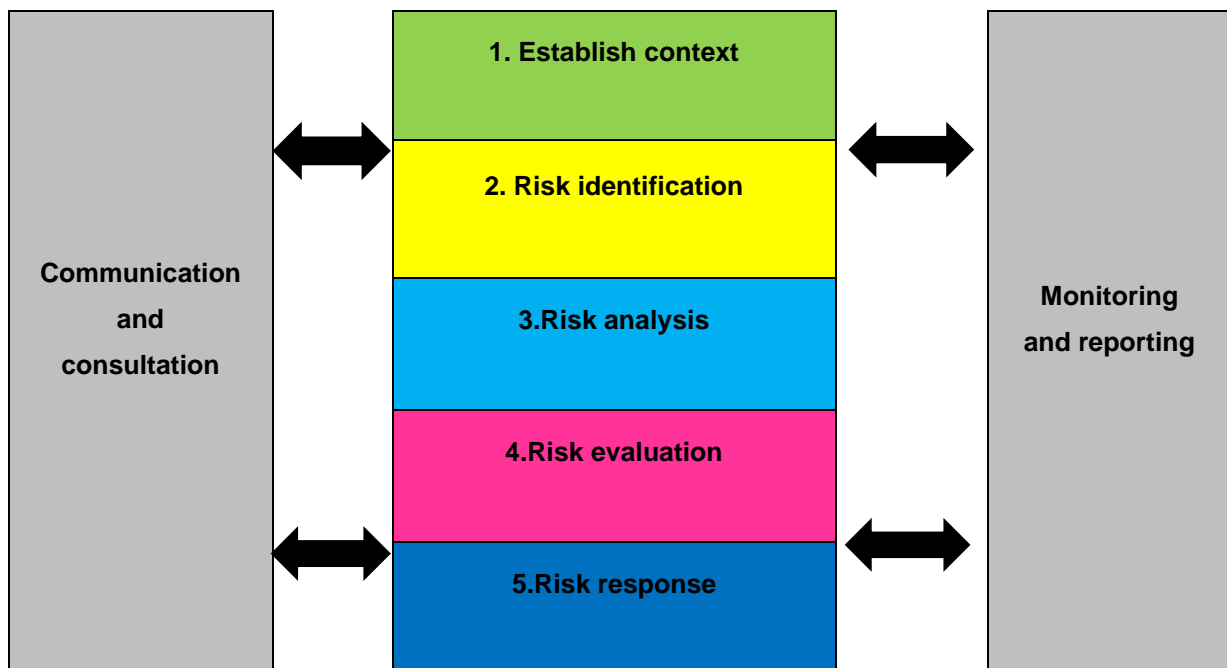 1. Establish context
2. Risk identification
Communication
and
consultation
3.Risk analysis
Monitoring
and reporting
4.Risk evaluation
5.Risk response